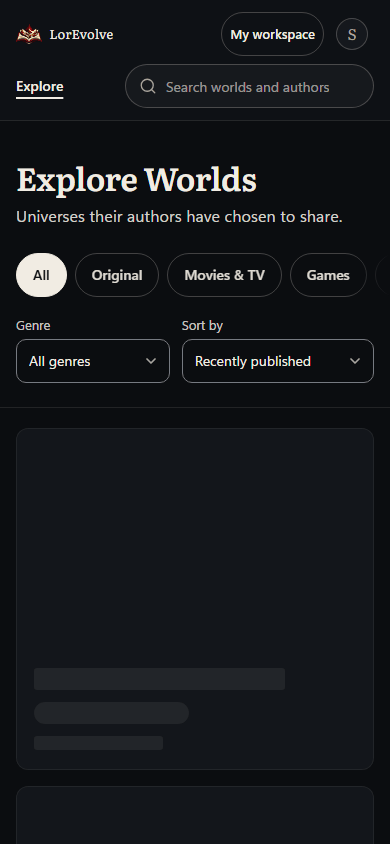 LorEvolve
My workspace
S
Explore
Search worlds and authors
Explore Worlds
Universes their authors have chosen to share.
All
Original
Movies & TV
Games
Genre
Sort by
All genres
Recently published